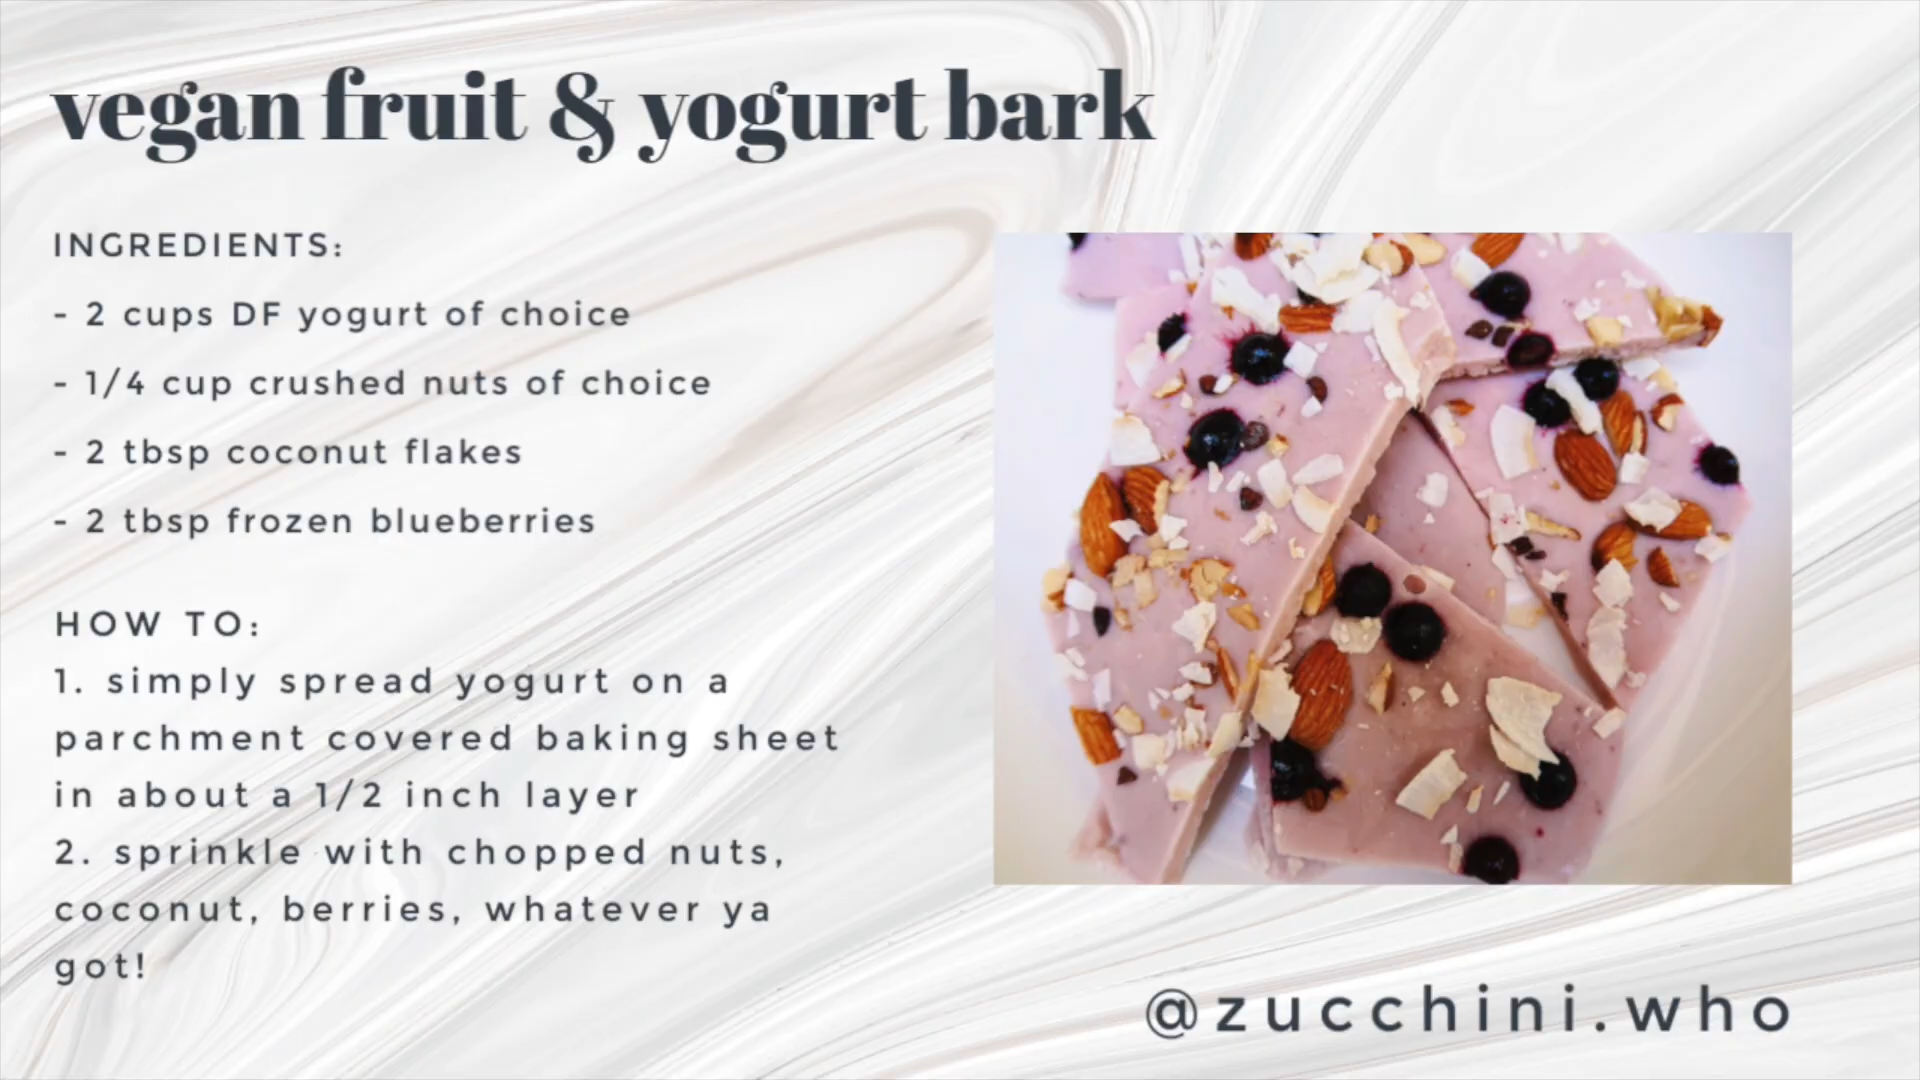 vegan fruit & yogurt bark
INGREDIENTS:
- 2 cups DF yogurt of choice
- 1/4 cup crushed nuts of choice
- 2 tbsp coconut flakes
- 2 tbsp frozen blueberries
HOW TO:
1. simply spread yogurt on a
parchment covered baking sheet
in about a 1/2 inch layer
2. sprinkle with chopped nuts,
coconut, berries, whatever ya
got!
@zucchini.who